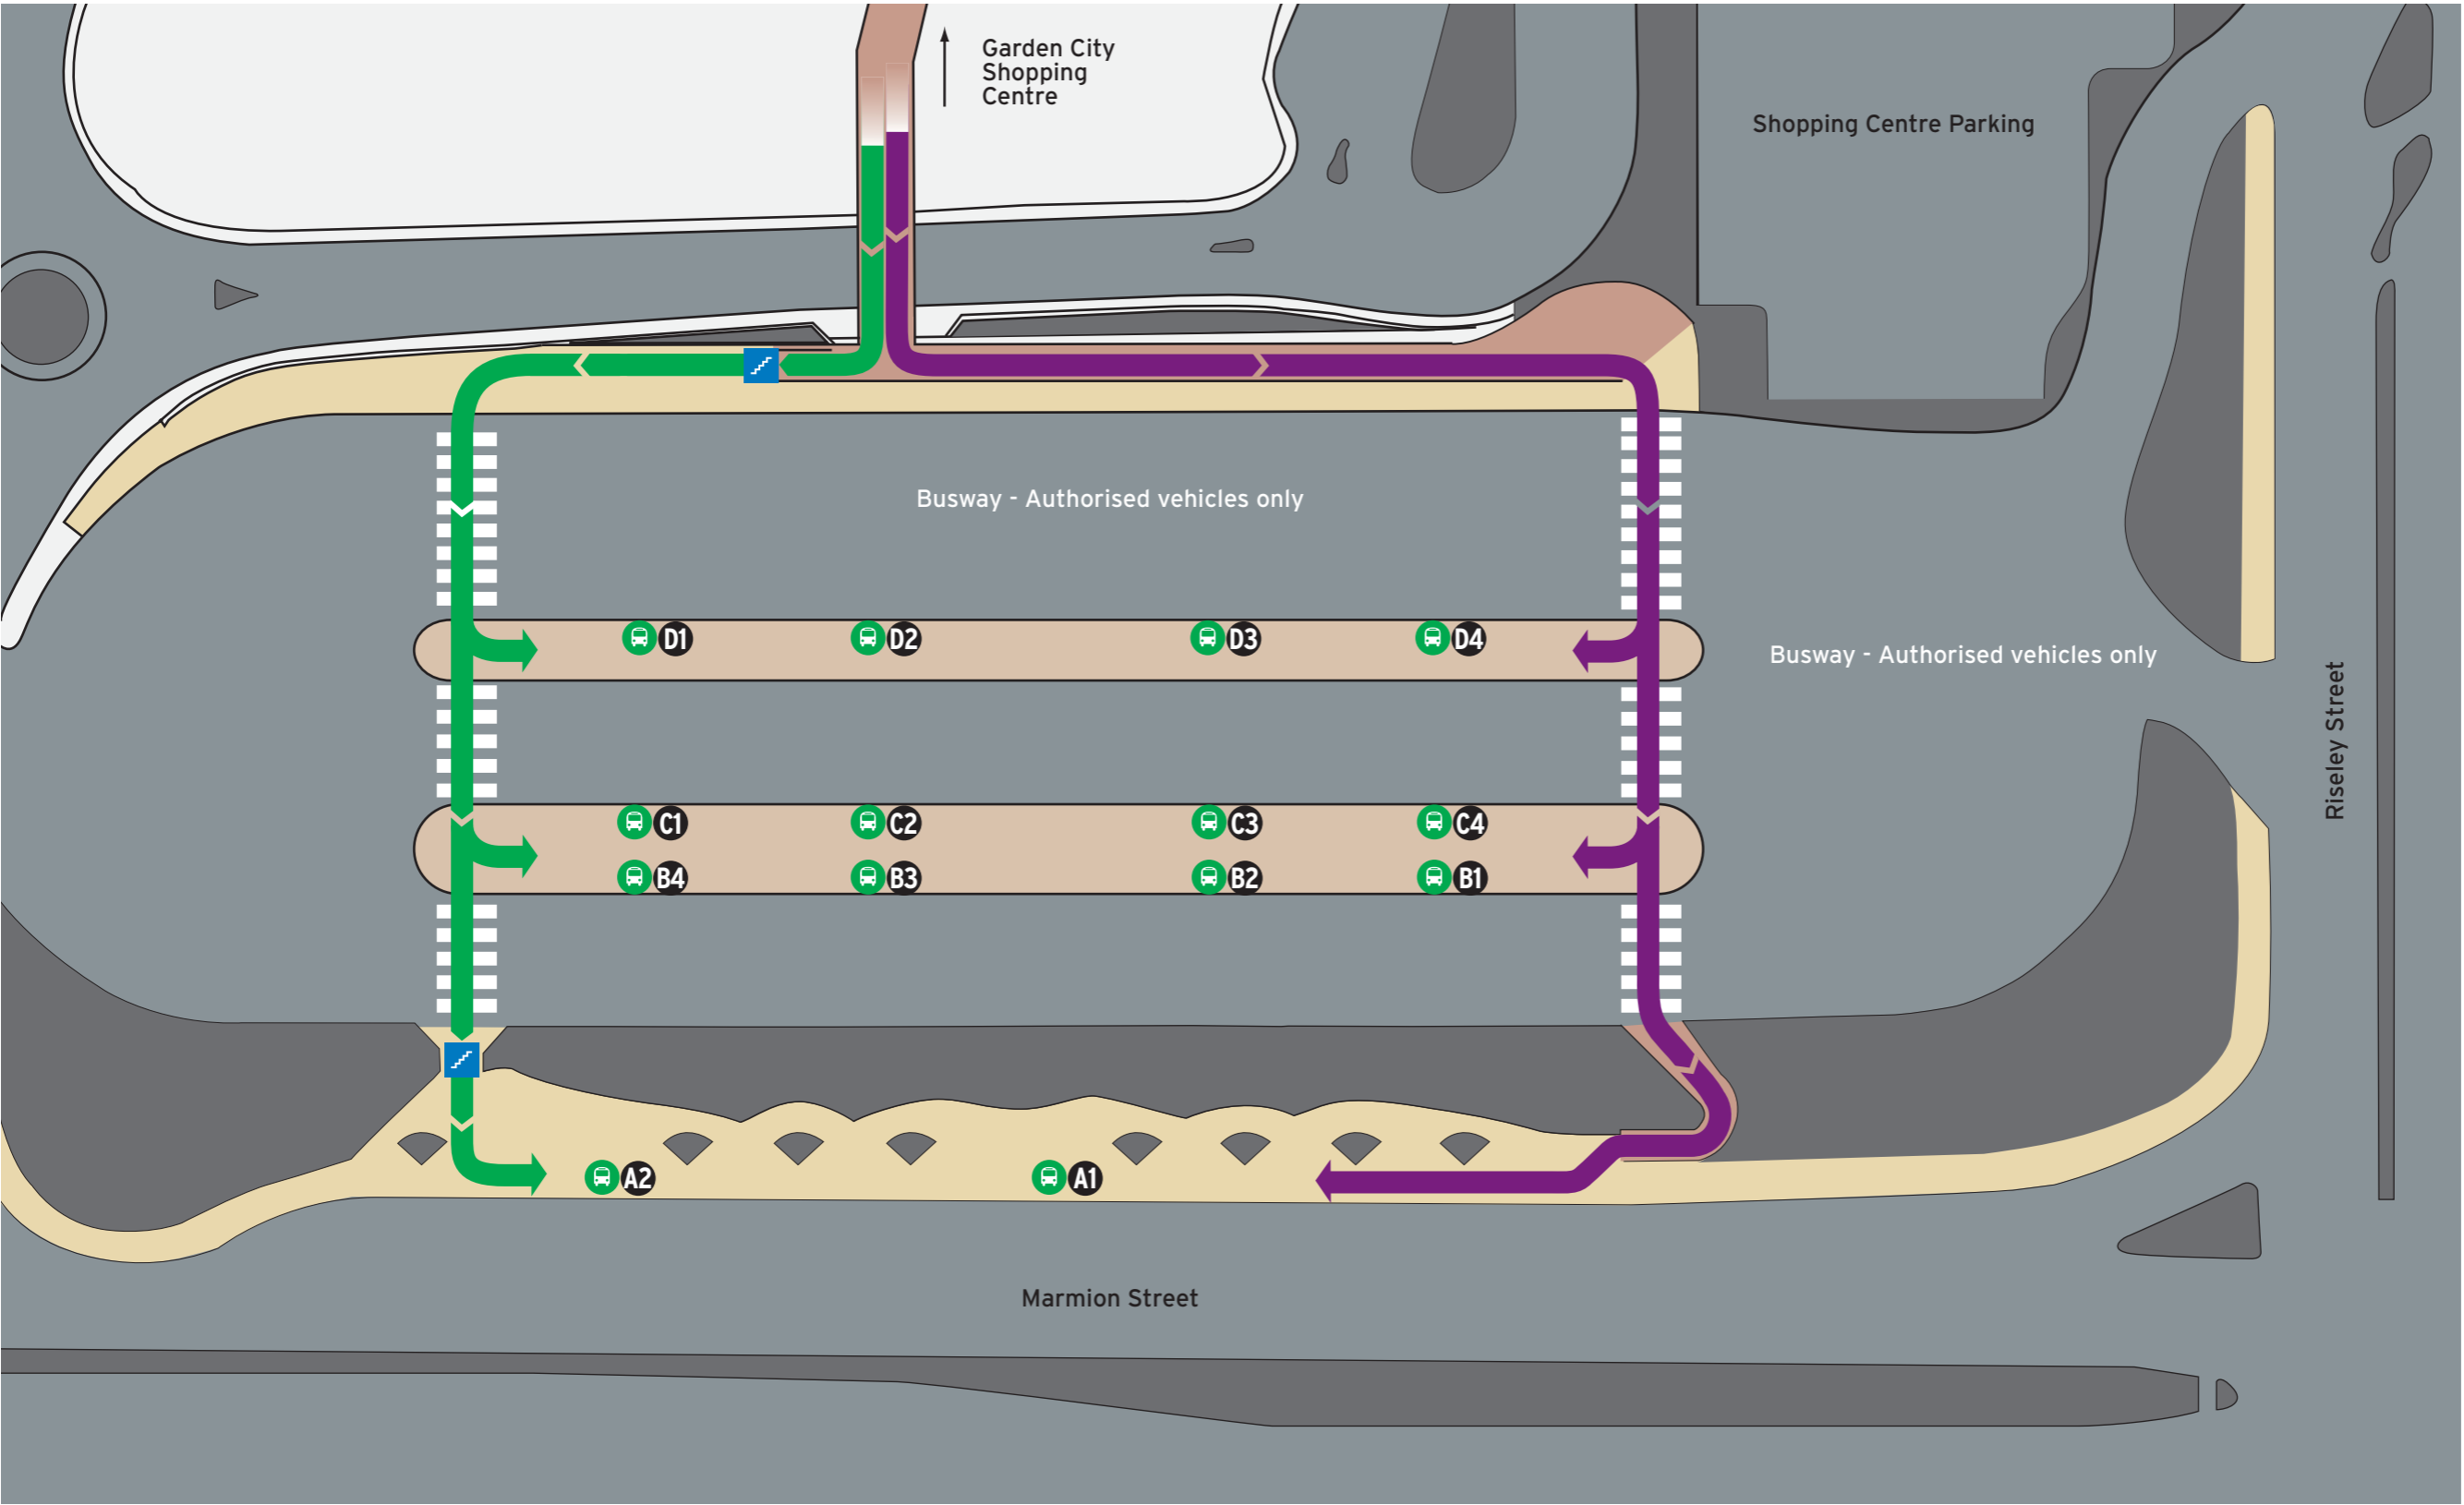 Garden City
Shopping
Centre
Shopping Centre Parking
Busway - Authorised vehicles only
D1
D2
D3
D4
Busway - Authorised vehicles only
Riseley Street
C1
C2
C3
C4
B4
B3
B2
B1
A2
A1
Marmion Street